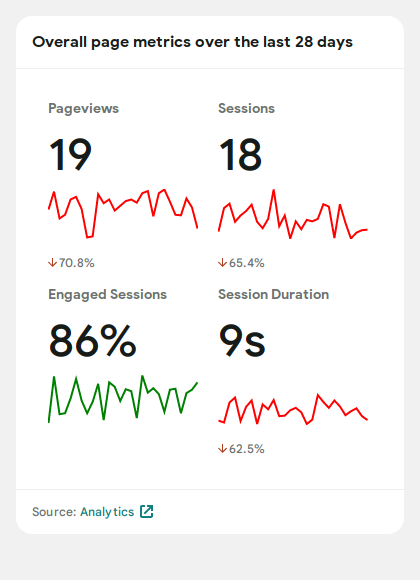 Overall page metrics over the last 28 days
Pageviews
19
↓70.8%
Sessions
18
↓65.4%
Engaged Sessions
86%
Session Duration
9s
↓62.5%
Source: Analytics